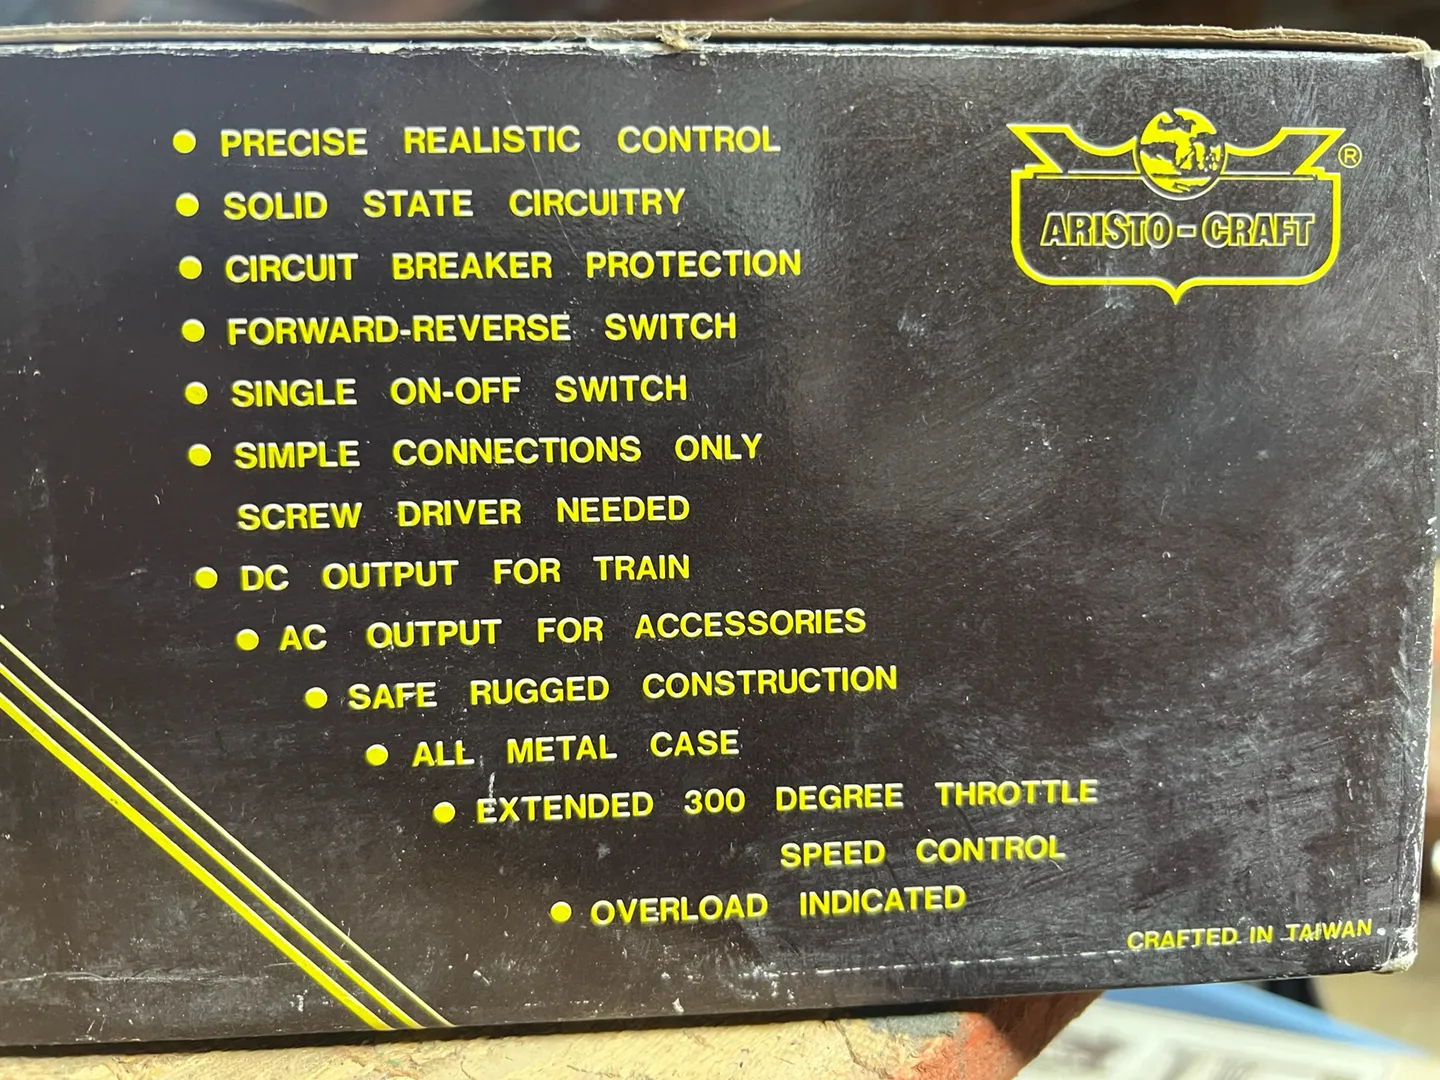 ● PRECISE REALISTIC CONTROL
● SOLID STATE CIRCUITRY
● CIRCUIT BREAKER PROTECTION
● FORWARD-REVERSE SWITCH
● SINGLE ON-OFF SWITCH
● SIMPLE CONNECTIONS ONLY
SCREW DRIVER NEEDED
● DC OUTPUT FOR TRAIN
● AC OUTPUT FOR ACCESSORIES
● SAFE RUGGED CONSTRUCTION
● ALL METAL CASE
● EXTENDED 300 DEGREE THROTTLE
SPEED CONTROL
● OVERLOAD INDICATED
ARISTO-CRAFT ®
CRAFTED IN TAIWAN